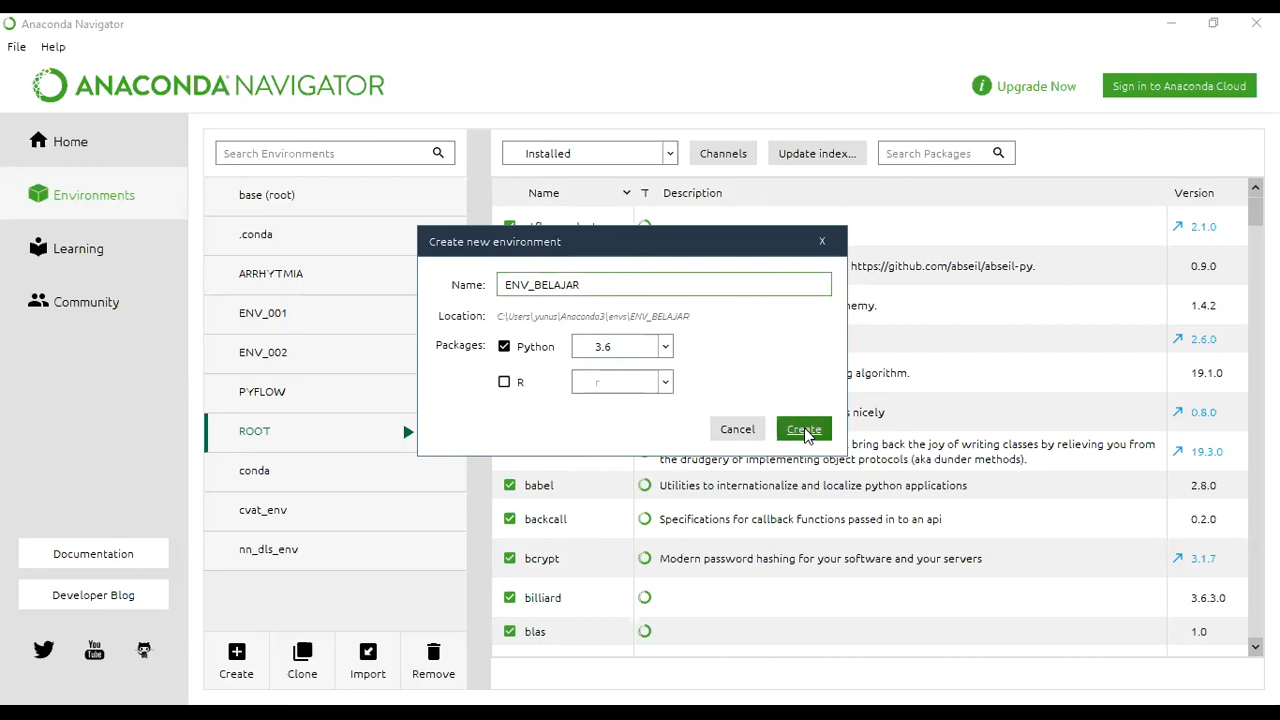 Anaconda Navigator
File Help
ANACONDA NAVIGATOR
Upgrade Now
Sign in to Anaconda Cloud
Home
Environments
Learning
Community
Documentation
Developer Blog
You Tube
Search Environments
base (root)
.conda
ARRHYTMIA
ENV_001
ENV_002
PYFLOW
ROOT
conda
cvat_env
nn_dls_env
Create Clone Import Remove
Installed
Channels
Update index...
Search Packages
Name T Description Version
2.1.0
https://github.com/abseil/abseil-py. 0.9.0
1.4.2
2.6.0
g algorithm. 19.1.0
nicely 0.8.0
bring back the joy of writing classes by relieving you from
the drudgery of implementing object protocols (aka dunder methods). 19.3.0
babel Utilities to internationalize and localize python applications 2.8.0
backcall Specifications for callback functions passed in to an api 0.2.0
bcrypt Modern password hashing for your software and your servers 3.1.7
billiard 3.6.3.0
blas 1.0
Create new environment X
Name: ENV_BELAJAR
Location: C:\Users\yunus\Anaconda3\envs\ENV_BELAJAR
Packages: Python 3.6
R r
Cancel Create